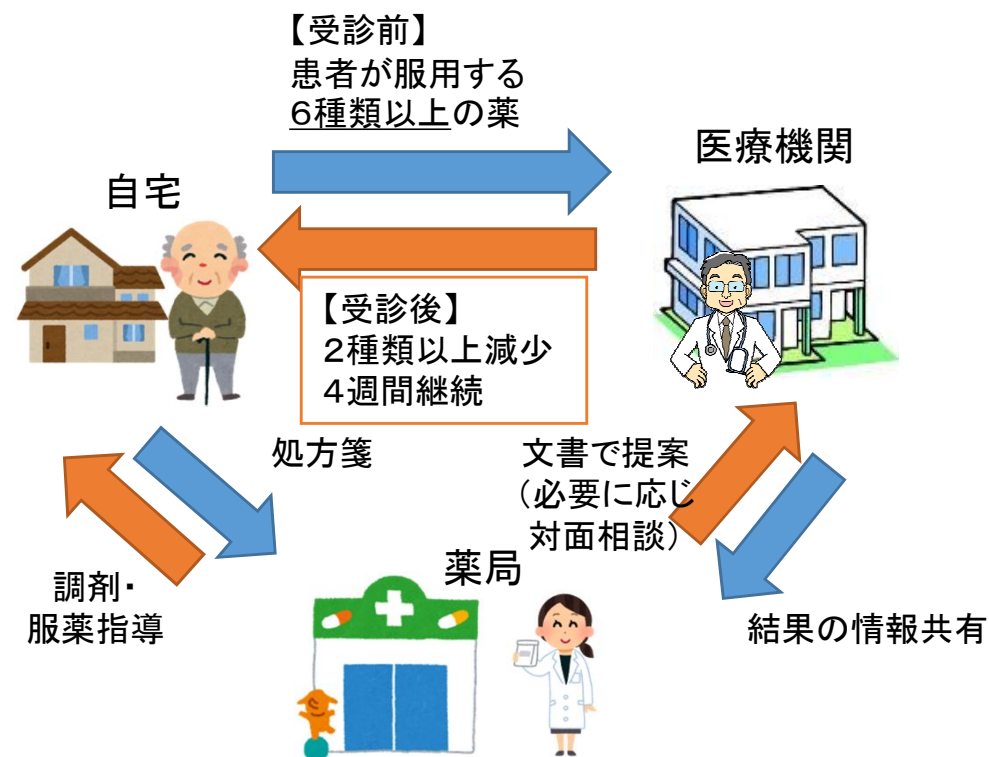 【受診前】
患者が服用する
６種類以上の薬
医療機関
自宅
【受診後】
２種類以上減少
４週間継続
処方箋
文書で提案
（必要に応じ
対面相談）
薬局
調剤・
服薬指導
結果の情報共有